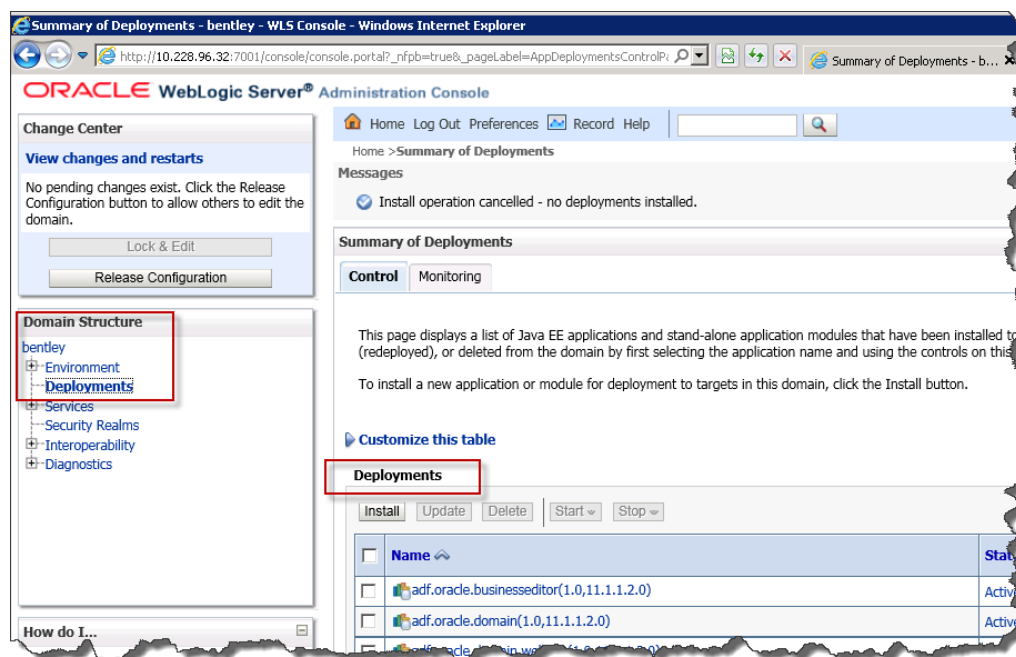 Summary of Deployments - bentley - WLS Console - Windows Internet Explorer
http://10.228.96.32:7001/console/console.portal?_nfpb=true&_pageLabel=AppDeploymentsControlPa
Summary of Deployments - b...
ORACLE WebLogic Server® Administration Console
Change Center
View changes and restarts
No pending changes exist. Click the Release
Configuration button to allow others to edit the
domain.
Lock & Edit
Release Configuration
Domain Structure
bentley
Environment
Deployments
Services
Security Realms
Interoperability
Diagnostics
How do I...
Home Log Out Preferences Record Help
Home >Summary of Deployments
Messages
Install operation cancelled - no deployments installed.
Summary of Deployments
Control Monitoring
This page displays a list of Java EE applications and stand-alone application modules that have been installed to
(redeployed), or deleted from the domain by first selecting the application name and using the controls on this
To install a new application or module for deployment to targets in this domain, click the Install button.
Customize this table
Deployments
Install Update Delete Start Stop
Name Stat
adf.oracle.businesseditor(1.0,11.1.1.2.0) Activ
adf.oracle.domain(1.0,11.1.1.2.0) Active